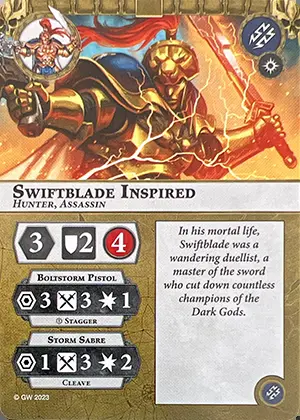 Swiftblade Inspired
Hunter, Assassin
3 2 4
Boltstorm Pistol
3 3 1
Stagger
Storm Sabre
1 3 2
Cleave
In his mortal life,
Swiftblade was a
wandering duellist, a
master of the sword
who cut down countless
champions of the
Dark Gods.
© GW 2023